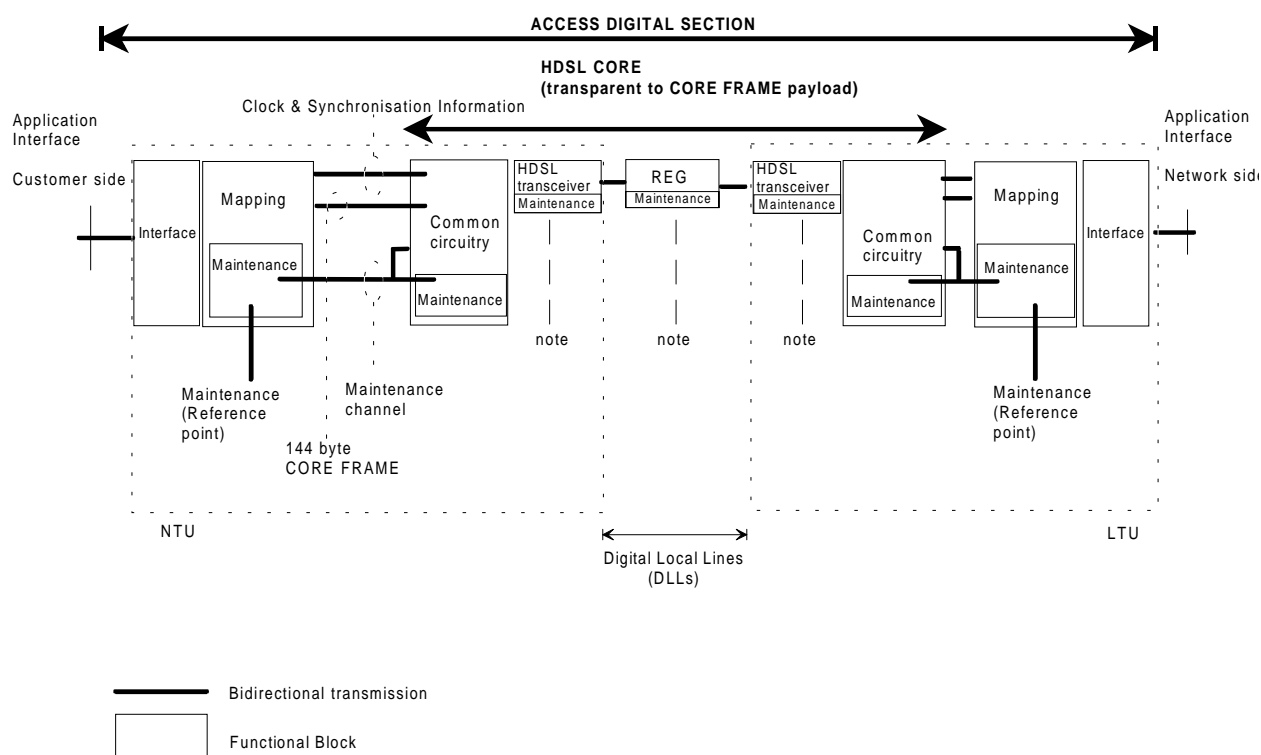 ACCESS DIGITAL SECTION
HDSL CORE
(transparent to CORE FRAME payload)
Clock & Synchronisation Information
Application
Interface
Customer side
Application
Interface
Network side
Interface
Mapping
Maintenance
Common
circuitry
Maintenance
HDSL
transceiver
Maintenance
REG
Maintenance
HDSL
transceiver
Maintenance
Common
circuitry
Maintenance
Mapping
Maintenance
Interface
note
note
note
Maintenance
(Reference
point)
Maintenance
channel
144 byte
CORE FRAME
Maintenance
(Reference
point)
NTU
LTU
Digital Local Lines
(DLLs)
Bidirectional transmission
Functional Block